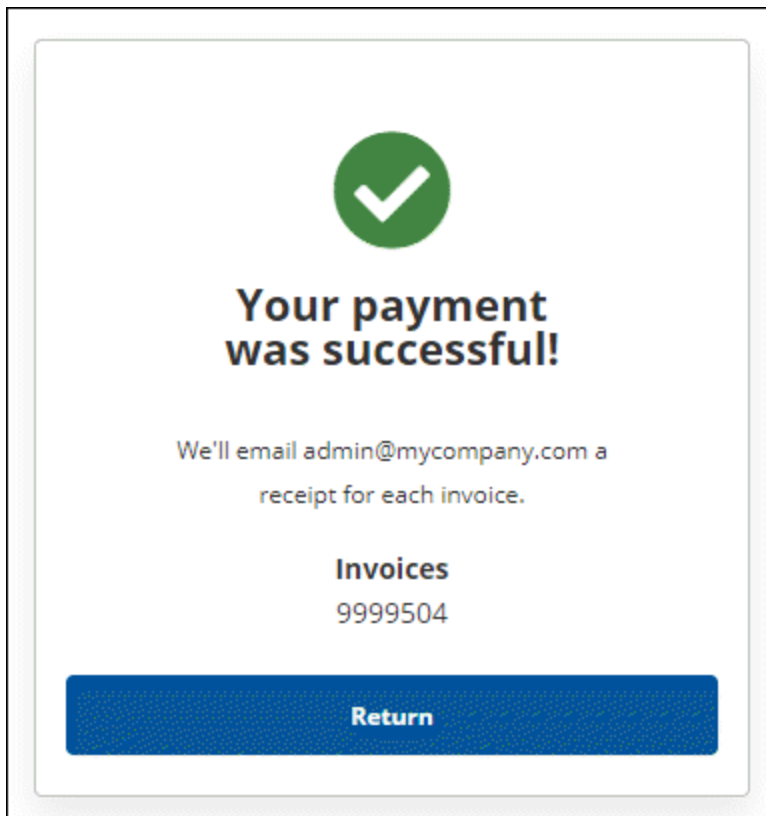 Your payment
was successful!
We'll email admin@mycompany.com a
receipt for each invoice.
Invoices
9999504
Return